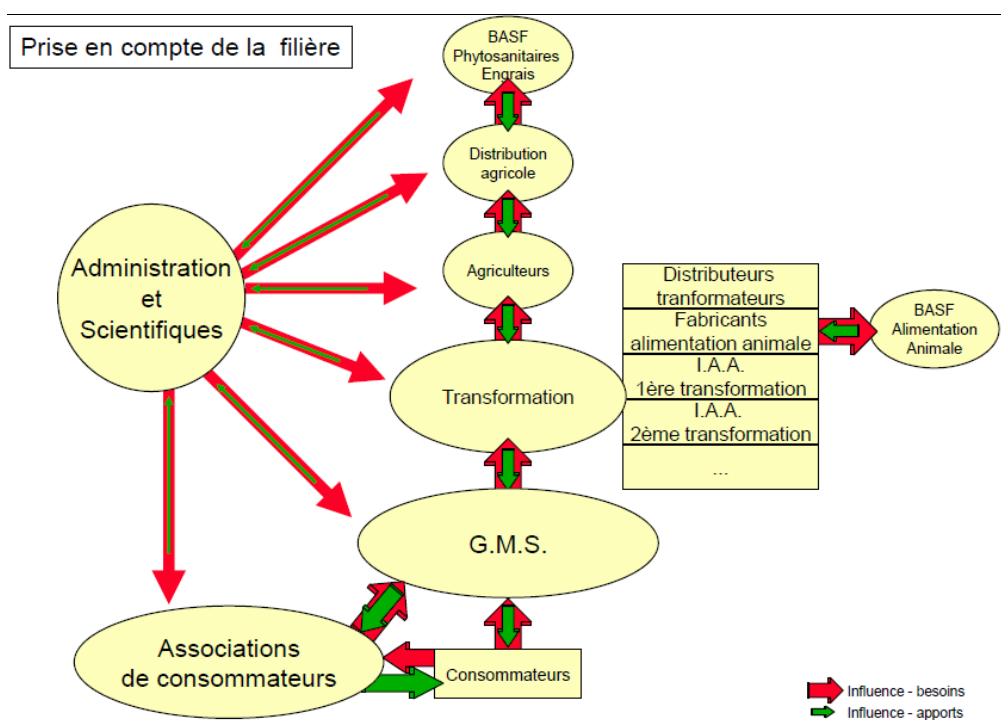 Prise en compte de la filière
BASF
Phytosanitaires
Engrais
Distribution
agricole
Administration
et
Scientifiques
Agriculteurs
Distributeurs
tranformateurs
Fabricants
alimentation animale
I.A.A.
1ère transformation
I.A.A.
2ème transformation
...
BASF
Alimentation
Animale
Transformation
G.M.S.
Associations
de consommateurs
Consommateurs
Influence - besoins
Influence - apports